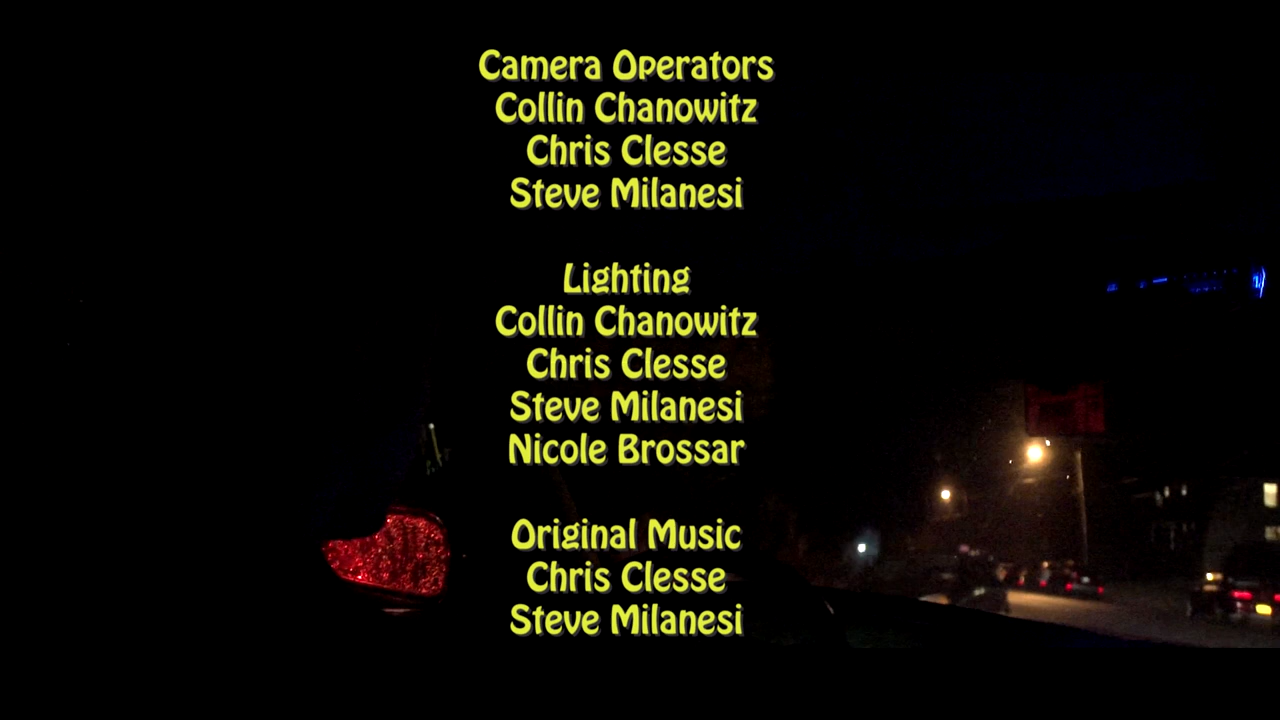 Camera Operators
Collin Chanowitz
Chris Clesse
Steve Milanesi
Lighting
Collin Chanowitz
Chris Clesse
Steve Milanesi
Nicole Brossar
Original Music
Chris Clesse
Steve Milanesi